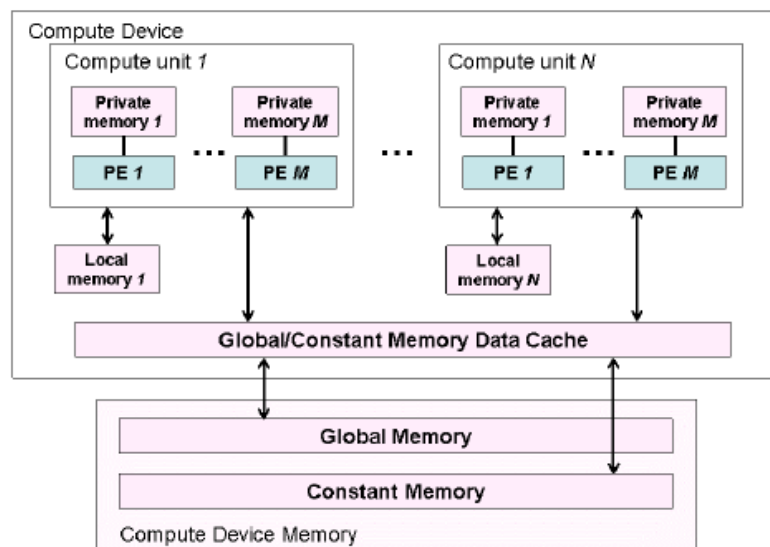 Compute Device
Compute unit 1
Compute unit N
Private
memory 1
Private
memory M
Private
memory 1
Private
memory M
...
...
...
PE 1
PE M
PE 1
PE M
Local
memory 1
Local
memory N
Global/Constant Memory Data Cache
Global Memory
Constant Memory
Compute Device Memory